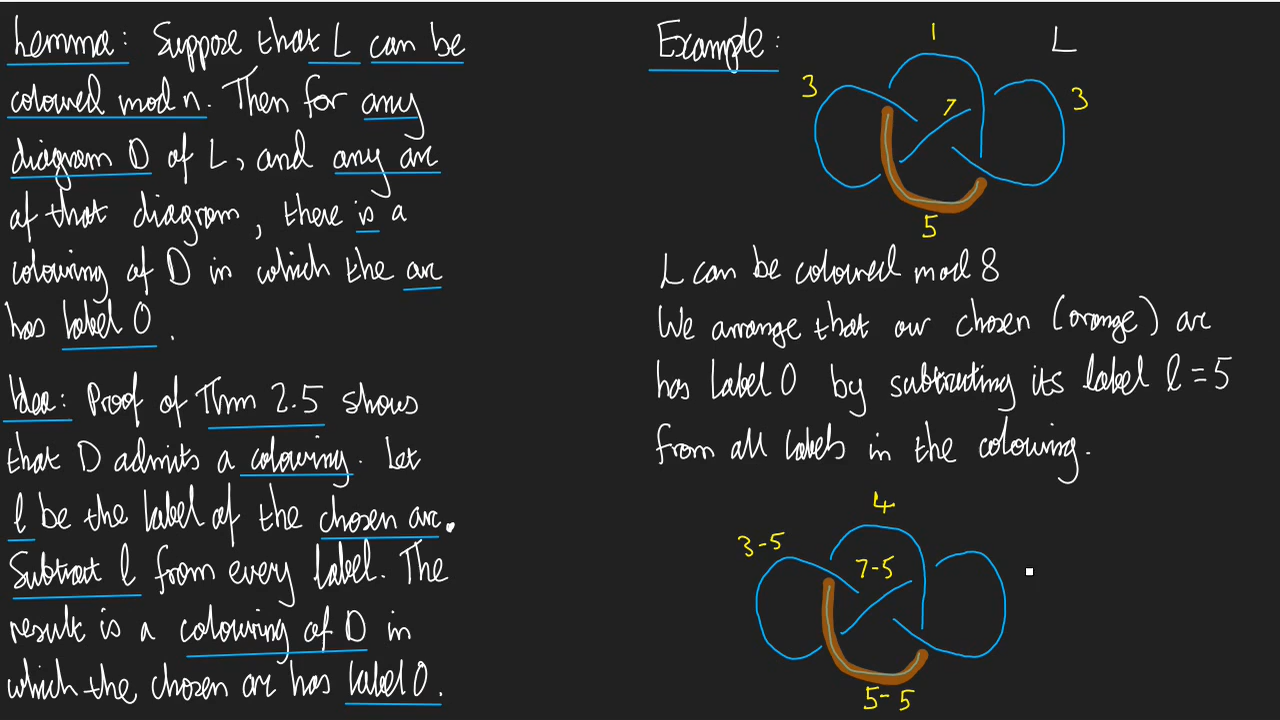 Lemma: Suppose that L can be
coloured mod n. Then for any
diagram D of L, and any arc
of that diagram, there is a
colouring of D in which the arc
has label 0.
Idea: Proof of Thm 2.5 shows
that D admits a colouring. Let
l be the label of the chosen arc.
Subtract l from every label. The
result is a colouring of D in
which the chosen arc has label 0.
Example:
L
1
3
7
3
5
L can be coloured mod 8
We arrange that our chosen (orange) arc
has label 0 by subtracting its label l = 5
from all labels in the colouring.
4
3-5
7-5
5-5